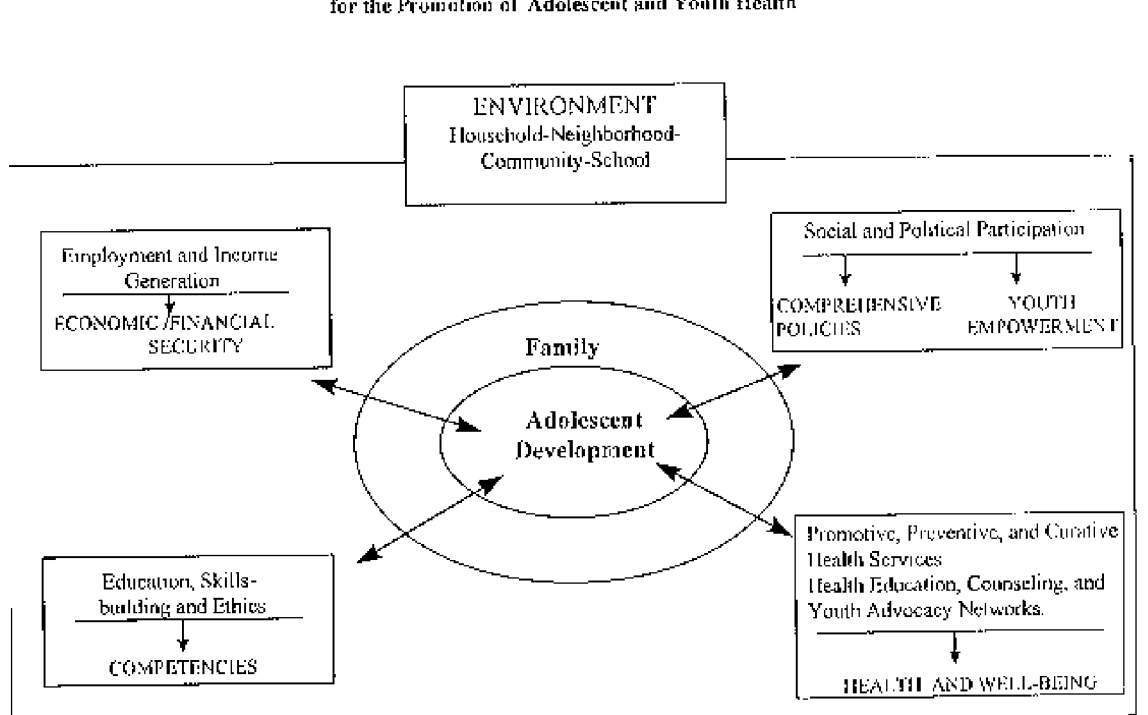 for the Promotion of Adolescent and Youth Health
ENVIRONMENT
Household-Neighborhood-
Community-School
Employment and Income
Generation
ECONOMIC/FINANCIAL
SECURITY
Social and Political Participation
COMPREHENSIVE
POLICIES
YOUTH
EMPOWERMENT
Family
Adolescent
Development
Education, Skills-
building and Ethics
COMPETENCIES
Promotive, Preventive, and Curative
Health Services
Health Education, Counseling, and
Youth Advocacy Networks.
HEALTH AND WELL-BEING